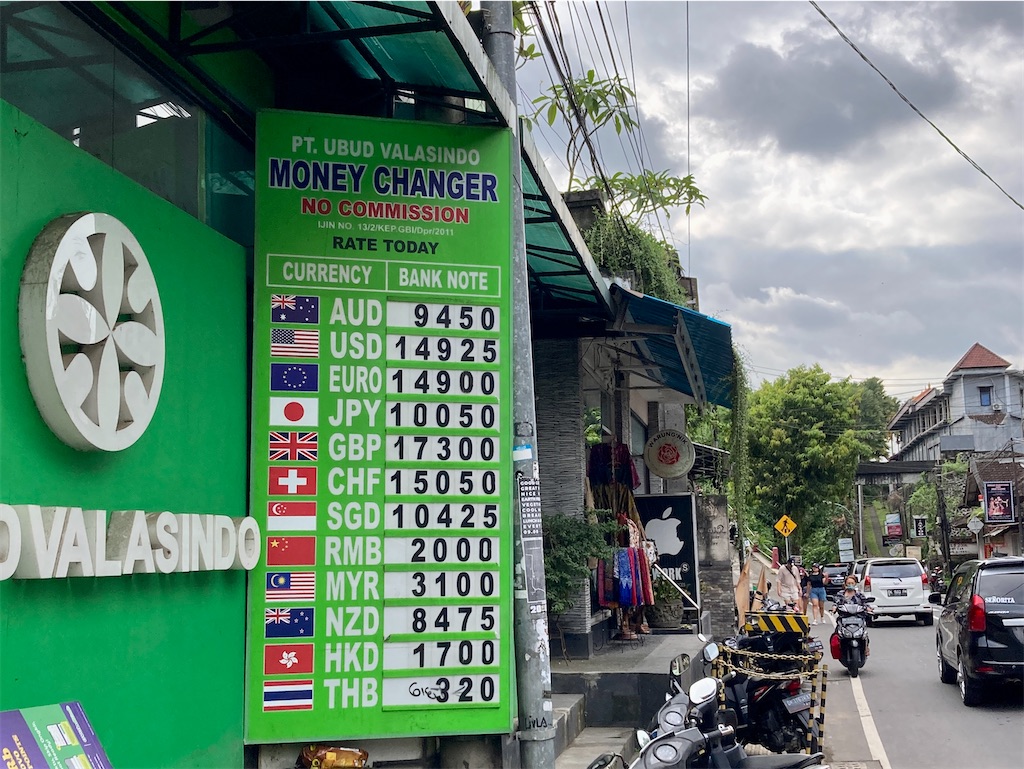 PT. UBUD VALASINDO
MONEY CHANGER
NO COMMISSION
IJIN NO. 13/2/KEP.GBI/Dpr/2011
RATE TODAY
CURRENCY BANK NOTE
AUD 9450
USD 14925
EURO 14900
JPY 10050
GBP 17300
CHF 15050
SGD 10425
RMB 2000
MYR 3100
NZD 8475
HKD 1700
THB 320
D VALASINDO
SEÑORITA